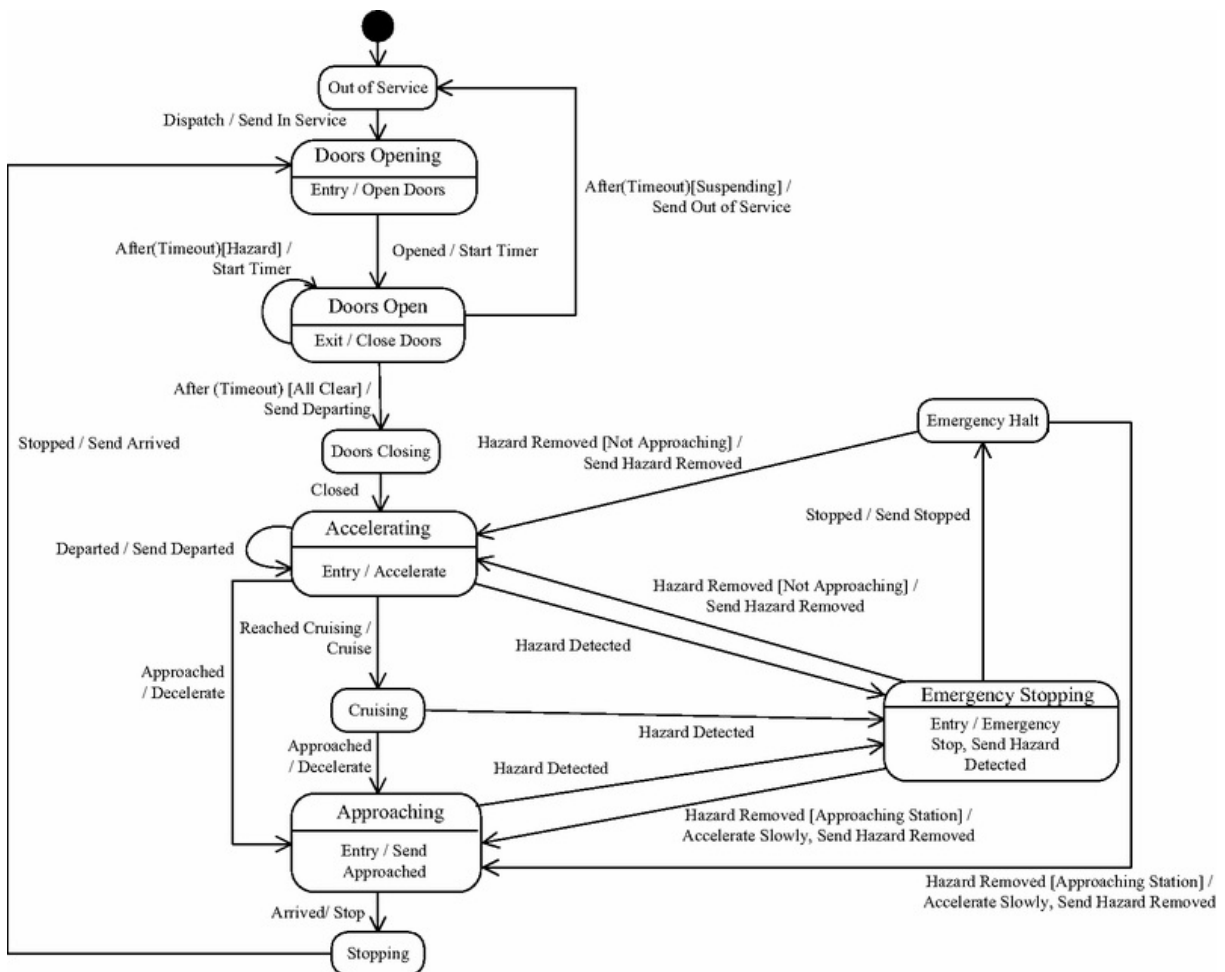 Out of Service
Dispatch / Send In Service
Doors Opening
Entry / Open Doors
After(Timeout)[Suspending] /
Send Out of Service
After(Timeout)[Hazard] /
Start Timer
Opened / Start Timer
Doors Open
Exit / Close Doors
After (Timeout) [All Clear] /
Send Departing
Stopped / Send Arrived
Doors Closing
Emergency Halt
Hazard Removed [Not Approaching] /
Send Hazard Removed
Closed
Accelerating
Entry / Accelerate
Departed / Send Departed
Stopped / Send Stopped
Hazard Removed [Not Approaching] /
Send Hazard Removed
Reached Cruising /
Cruise
Hazard Detected
Approached
/ Decelerate
Cruising
Hazard Detected
Emergency Stopping
Entry / Emergency
Stop, Send Hazard
Detected
Approached
/ Decelerate
Hazard Detected
Approaching
Entry / Send
Approached
Hazard Removed [Approaching Station] /
Accelerate Slowly, Send Hazard Removed
Hazard Removed [Approaching Station] /
Accelerate Slowly, Send Hazard Removed
Arrived/ Stop
Stopping